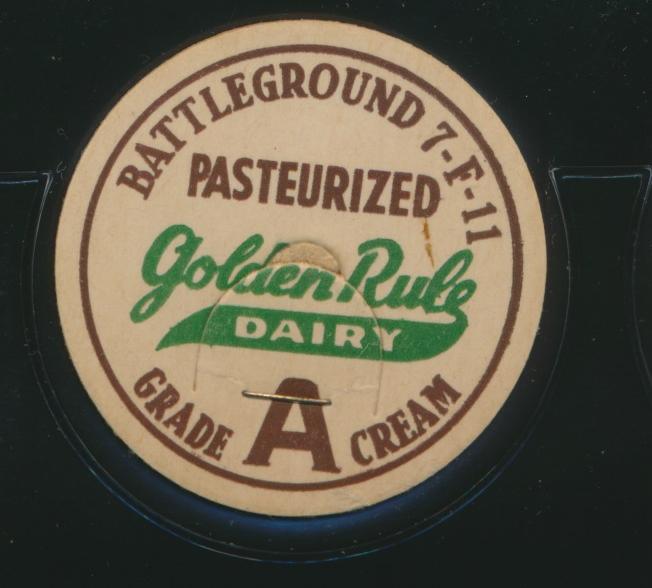 BATTLEGROUND 7-F-11
PASTEURIZED
Golden Rule
DAIRY
GRADE A CREAM